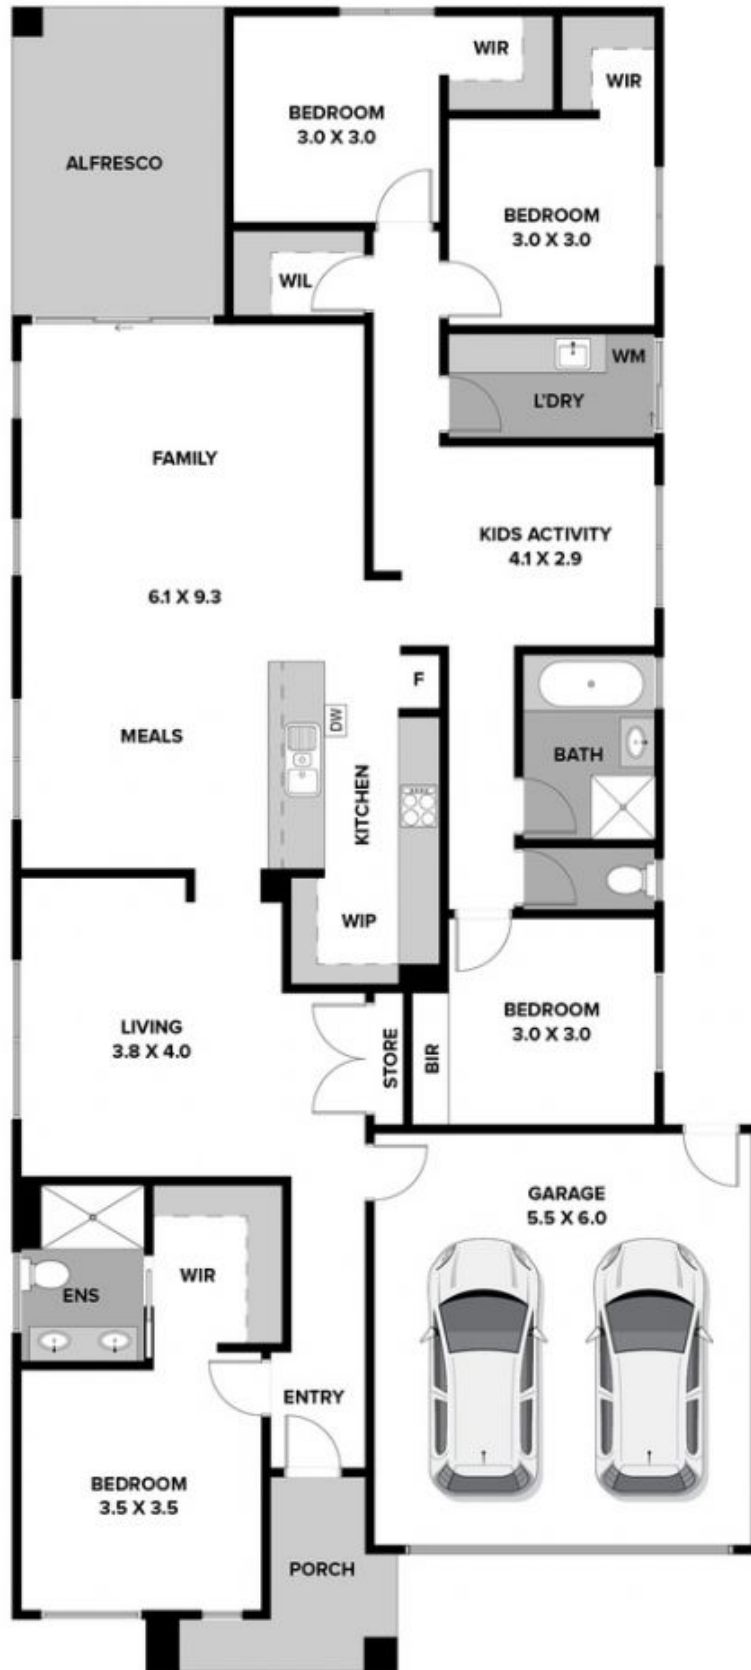 WIR
WIR
BEDROOM
3.0 X 3.0
ALFRESCO
BEDROOM
3.0 X 3.0
WIL
WM
L'DRY
FAMILY
KIDS ACTIVITY
4.1 X 2.9
6.1 X 9.3
F
DW
MEALS
BATH
KITCHEN
WIP
BEDROOM
3.0 X 3.0
LIVING
3.8 X 4.0
STORE
BIR
GARAGE
5.5 X 6.0
WIR
ENS
ENTRY
BEDROOM
3.5 X 3.5
PORCH